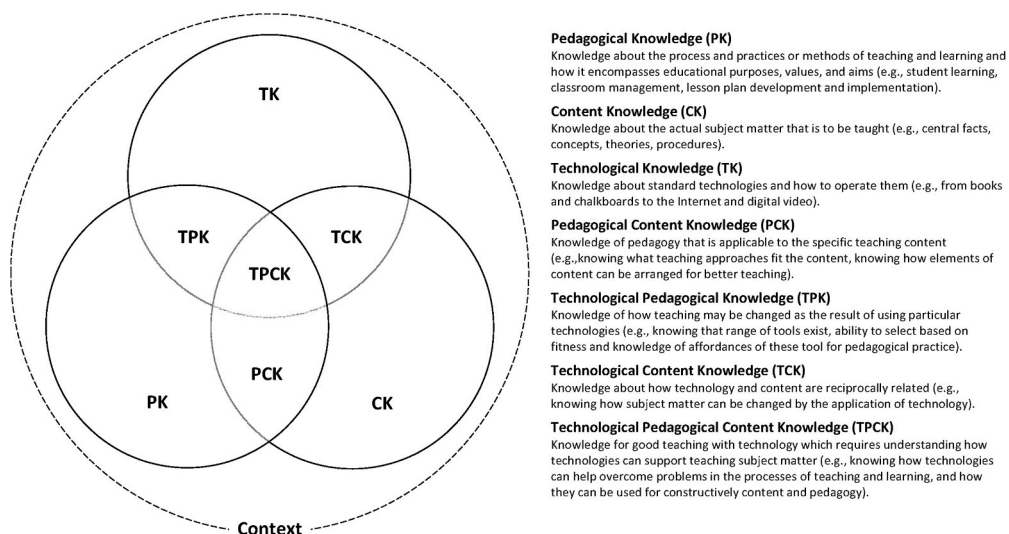 TK
TPK
TCK
TPCK
PCK
PK
CK
Context
Pedagogical Knowledge (PK)
Knowledge about the process and practices or methods of teaching and learning and
how it encompasses educational purposes, values, and aims (e.g., student learning,
classroom management, lesson plan development and implementation).
Content Knowledge (CK)
Knowledge about the actual subject matter that is to be taught (e.g., central facts,
concepts, theories, procedures).
Technological Knowledge (TK)
Knowledge about standard technologies and how to operate them (e.g., from books
and chalkboards to the Internet and digital video).
Pedagogical Content Knowledge (PCK)
Knowledge of pedagogy that is applicable to the specific teaching content
(e.g.,knowing what teaching approaches fit the content, knowing how elements of
content can be arranged for better teaching).
Technological Pedagogical Knowledge (TPK)
Knowledge of how teaching may be changed as the result of using particular
technologies (e.g., knowing that range of tools exist, ability to select based on
fitness and knowledge of affordances of these tool for pedagogical practice).
Technological Content Knowledge (TCK)
Knowledge about how technology and content are reciprocally related (e.g.,
knowing how subject matter can be changed by the application of technology).
Technological Pedagogical Content Knowledge (TPCK)
Knowledge for good teaching with technology which requires understanding how
technologies can support teaching subject matter (e.g., knowing how technologies
can help overcome problems in the processes of teaching and learning, and how
they can be used for constructively content and pedagogy).